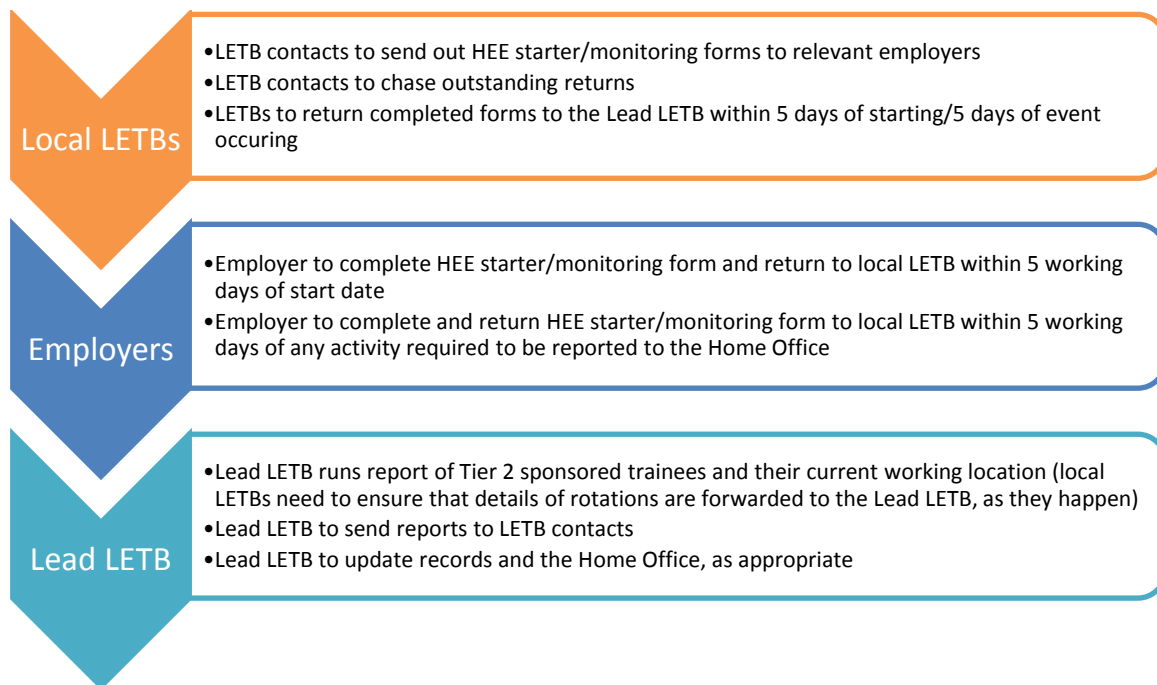 Local LETBs
•LETB contacts to send out HEE starter/monitoring forms to relevant employers
•LETB contacts to chase outstanding returns
•LETBs to return completed forms to the Lead LETB within 5 days of starting/5 days of event
occuring
Employers
•Employer to complete HEE starter/monitoring form and return to local LETB within 5 working
days of start date
•Employer to complete and return HEE starter/monitoring form to local LETB within 5 working
days of any activity required to be reported to the Home Office
Lead LETB
•Lead LETB runs report of Tier 2 sponsored trainees and their current working location (local
LETBs need to ensure that details of rotations are forwarded to the Lead LETB, as they happen)
•Lead LETB to send reports to LETB contacts
•Lead LETB to update records and the Home Office, as appropriate